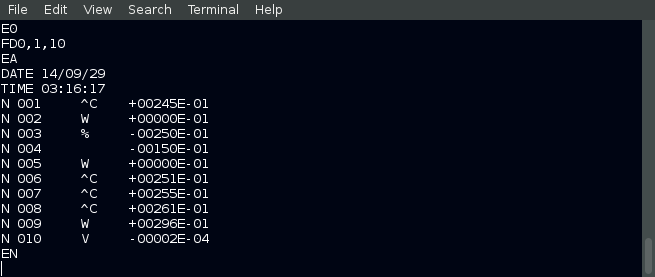 File Edit View Search Terminal Help
E0
FD0,1,10
EA
DATE 14/09/29
TIME 03:16:17
N 001 ^C +00245E-01
N 002 W +00000E-01
N 003 % -00250E-01
N 004 -00150E-01
N 005 W +00000E-01
N 006 ^C +00251E-01
N 007 ^C +00255E-01
N 008 ^C +00261E-01
N 009 W +00296E-01
N 010 V -00002E-04
EN